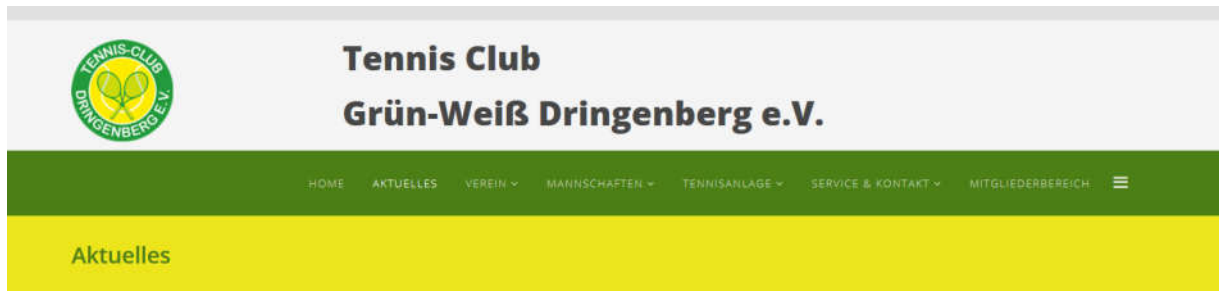 TENNIS-CLUB
DRINGENBERG E.V.
Tennis Club
Grün-Weiß Dringenberg e.V.
HOME AKTUELLES VEREIN MANNSCHAFTEN TENNISANLAGE SERVICE & KONTAKT MITGLIEDERBEREICH
Aktuelles